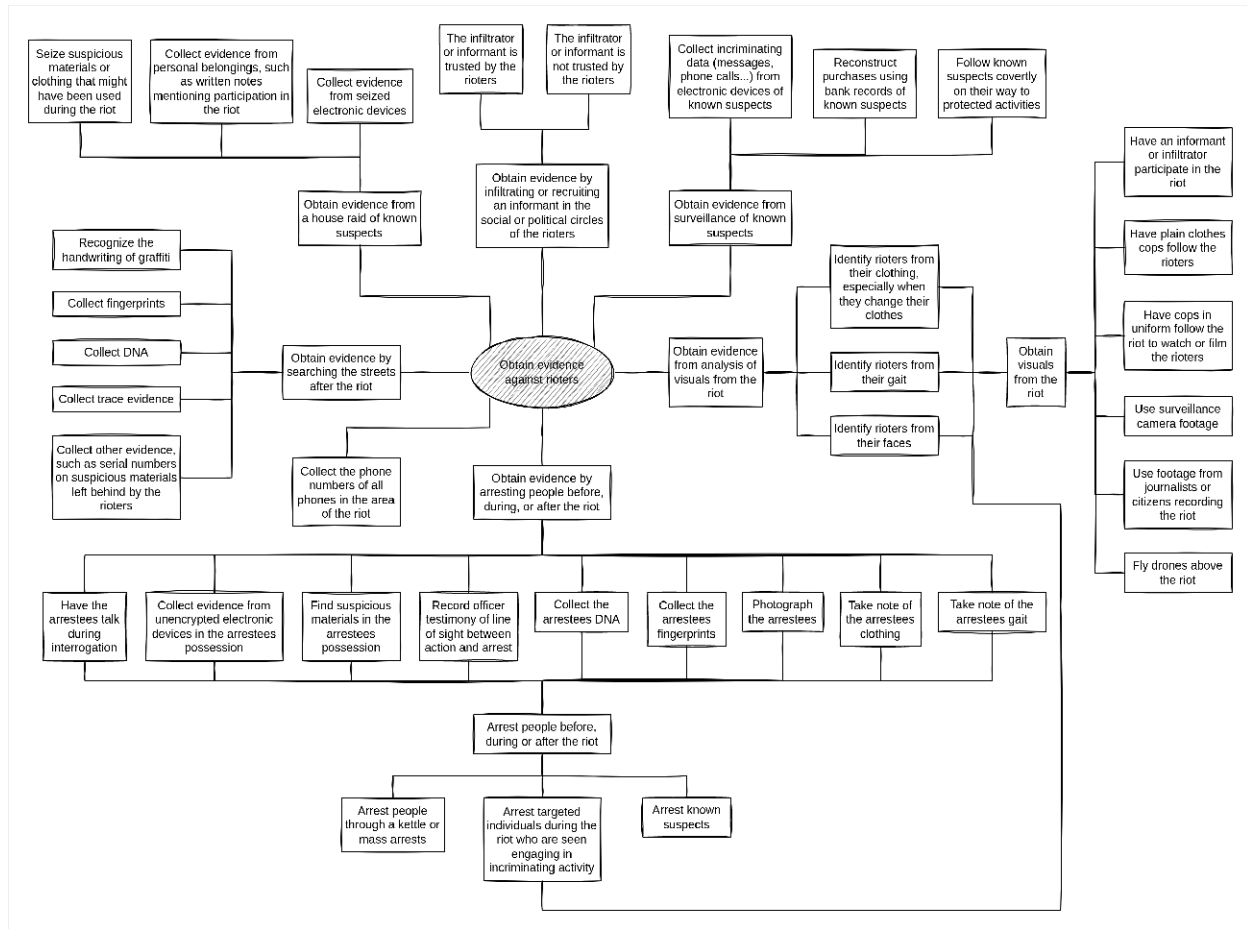 Seize suspicious
materials or
clothing that might
have been used
during the riot
Collect evidence from
personal belongings, such
as written notes
mentioning participation in
the riot
Collect evidence
from seized
electronic devices
The infiltrator
or informant is
trusted by the
rioters
The infiltrator
or informant is
not trusted by
the rioters
Collect incriminating
data (messages,
phone calls...) from
electronic devices of
known suspects
Reconstruct
purchases using
bank records of
known suspects
Follow known
suspects covertly
on their way to
protected activities
Obtain evidence from
a house raid of known
suspects
Obtain evidence by
infiltrating or recruiting
an informant in the
social or political circles
of the rioters
Obtain evidence from
surveillance of known
suspects
Have an informant
or infiltrator
participate in the
riot
Have plain clothes
cops follow the
rioters
Have cops in
uniform follow the
riot to watch or film
the rioters
Use surveillance
camera footage
Use footage from
journalists or
citizens recording
the riot
Fly drones above
the riot
Recognize the
handwriting of graffiti
Collect fingerprints
Collect DNA
Collect trace evidence
Collect other evidence,
such as serial numbers
on suspicious materials
left behind by the
rioters
Obtain evidence by
searching the streets
after the riot
Obtain evidence
against rioters
Obtain evidence
from analysis of
visuals from the
riot
Identify rioters from
their clothing,
especially when
they change their
clothes
Identify rioters from
their gait
Identify rioters from
their faces
Obtain
visuals
from the
riot
Collect the phone
numbers of all
phones in the area
of the riot
Obtain evidence by
arresting people before,
during, or after the riot
Have the
arrestees talk
during
interrogation
Collect evidence from
unencrypted electronic
devices in the arrestees
possession
Find suspicious
materials in the
arrestees
possession
Record officer
testimony of line
of sight between
action and arrest
Collect the
arrestees DNA
Collect the
arrestees
fingerprints
Photograph
the arrestees
Take note of
the arrestees
clothing
Take note of the
arrestees gait
Arrest people before,
during or after the riot
Arrest people
through a kettle or
mass arrests
Arrest targeted
individuals during the
riot who are seen
engaging in
incriminating activity
Arrest known
suspects